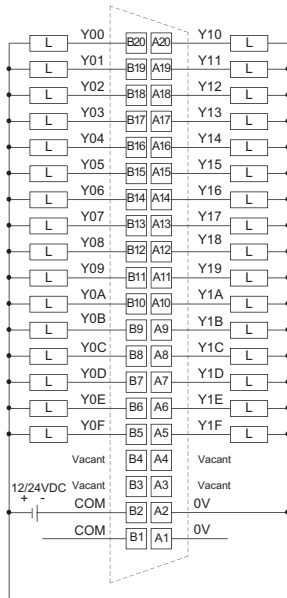 L Y00 B20 A20 Y10 L
L Y01 B19 A19 Y11 L
L Y02 B18 A18 Y12 L
L Y03 B17 A17 Y13 L
L Y04 B16 A16 Y14 L
L Y05 B15 A15 Y15 L
L Y06 B14 A14 Y16 L
L Y07 B13 A13 Y17 L
L Y08 B12 A12 Y18 L
L Y09 B11 A11 Y19 L
L Y0A B10 A10 Y1A L
L Y0B B9 A9 Y1B L
L Y0C B8 A8 Y1C L
L Y0D B7 A7 Y1D L
L Y0E B6 A6 Y1E L
L Y0F B5 A5 Y1F L
Vacant B4 A4 Vacant
Vacant B3 A3 Vacant
12/24VDC
+ - COM B2 A2 0V
COM B1 A1 0V